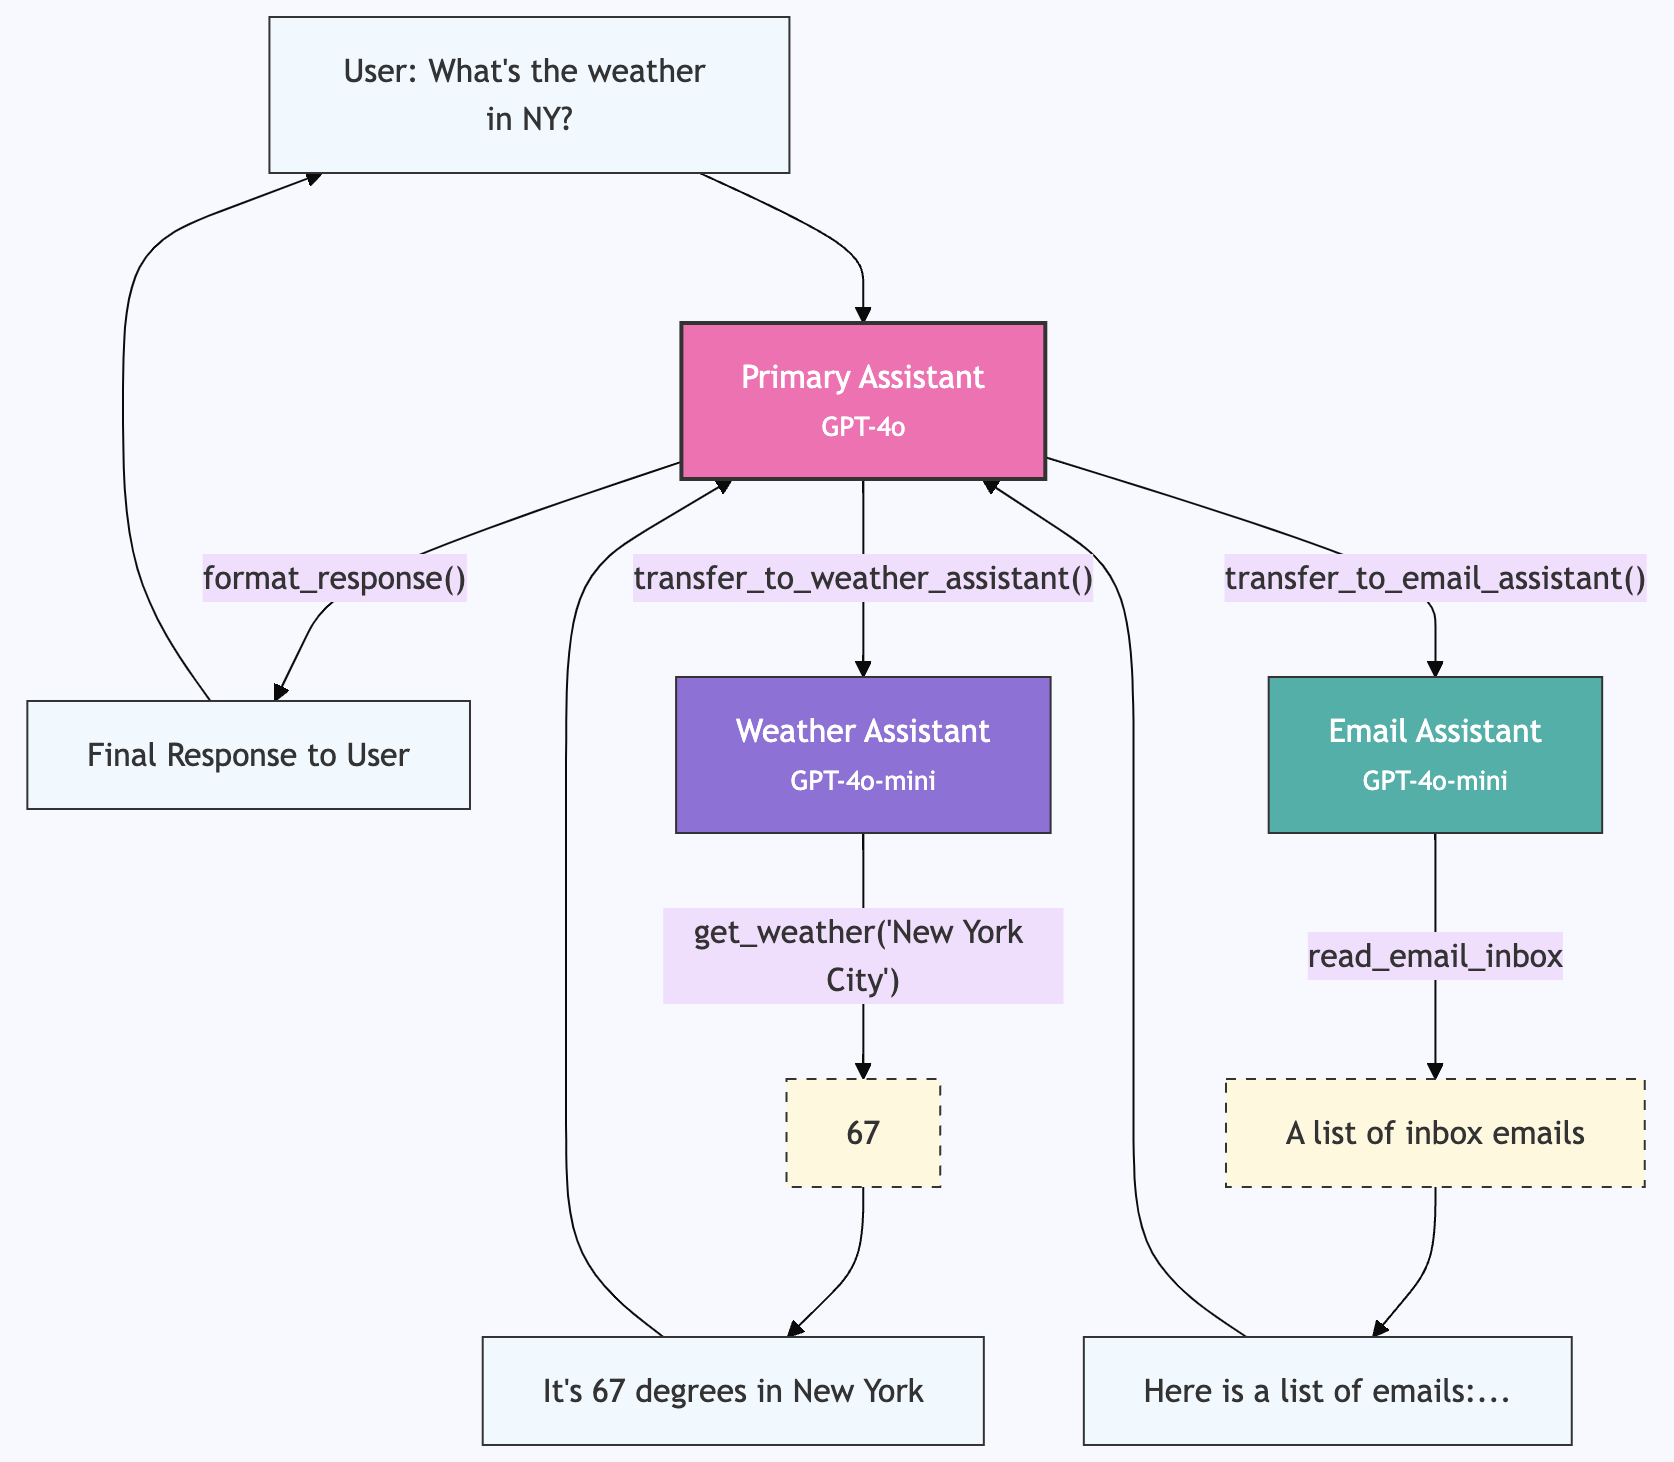 User: What's the weather
in NY?
Primary Assistant
GPT-4o
format_response()
transfer_to_weather_assistant()
transfer_to_email_assistant()
Final Response to User
Weather Assistant
GPT-4o-mini
Email Assistant
GPT-4o-mini
get_weather('New York
City')
read_email_inbox
67
A list of inbox emails
It's 67 degrees in New York
Here is a list of emails:...